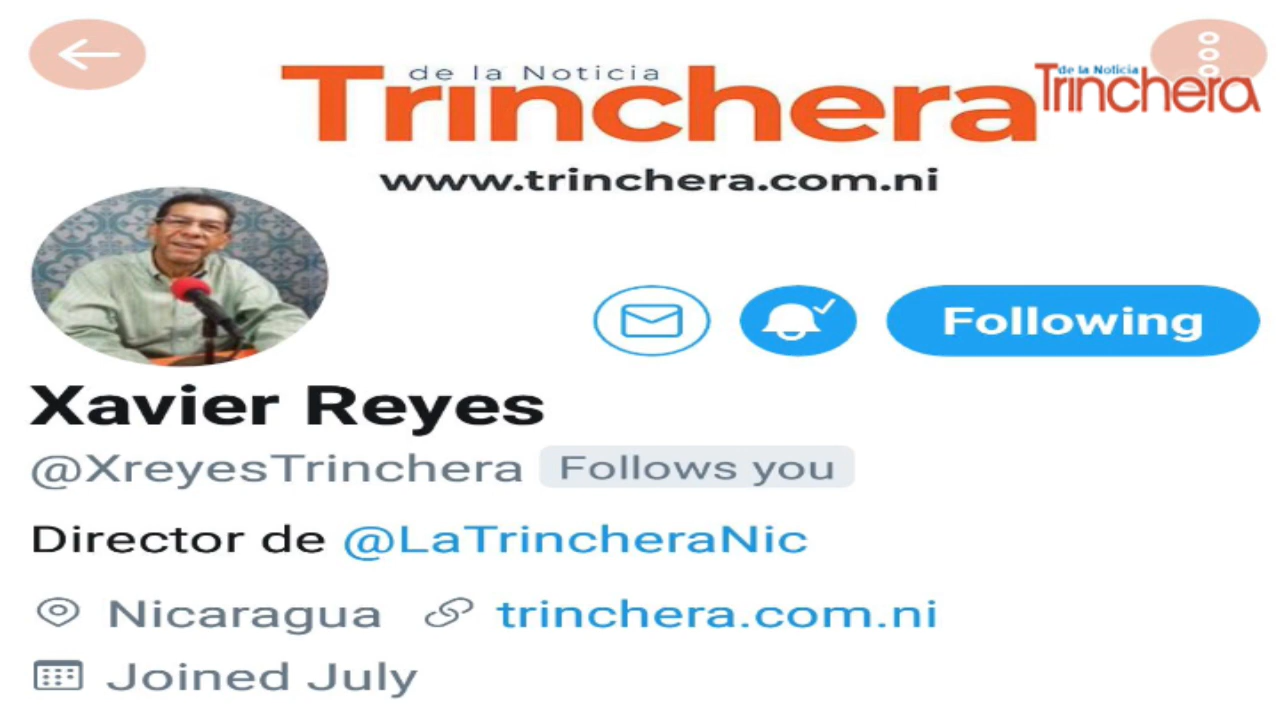 de la Noticia
Trinchera
de la Noticia
Trinchera
www.trinchera.com.ni
Following
Xavier Reyes
@XreyesTrinchera Follows you
Director de @LaTrincheraNic
Nicaragua trinchera.com.ni
Joined July